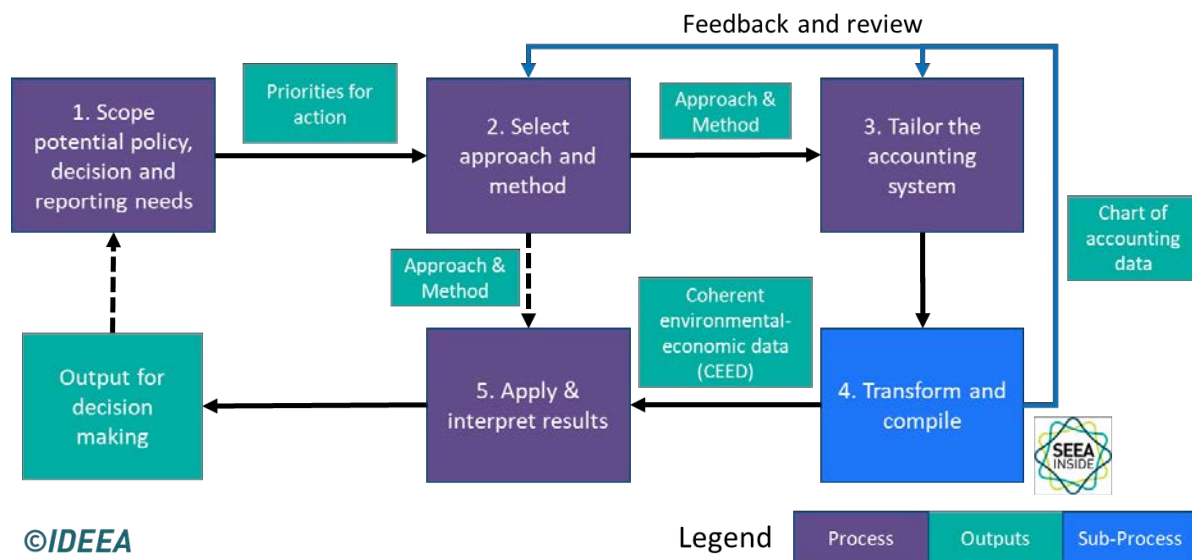 Feedback and review
1. Scope
potential policy,
decision and
reporting needs
Priorities for
action
2. Select
approach and
method
Approach &
Method
3. Tailor the
accounting
system
Chart of
accounting
data
Approach &
Method
Coherent
environmental-
economic data
(CEED)
Output for
decision
making
5. Apply &
interpret results
4. Transform and
compile
SEEA
INSIDE
©IDEEA
Legend
Process
Outputs
Sub-Process